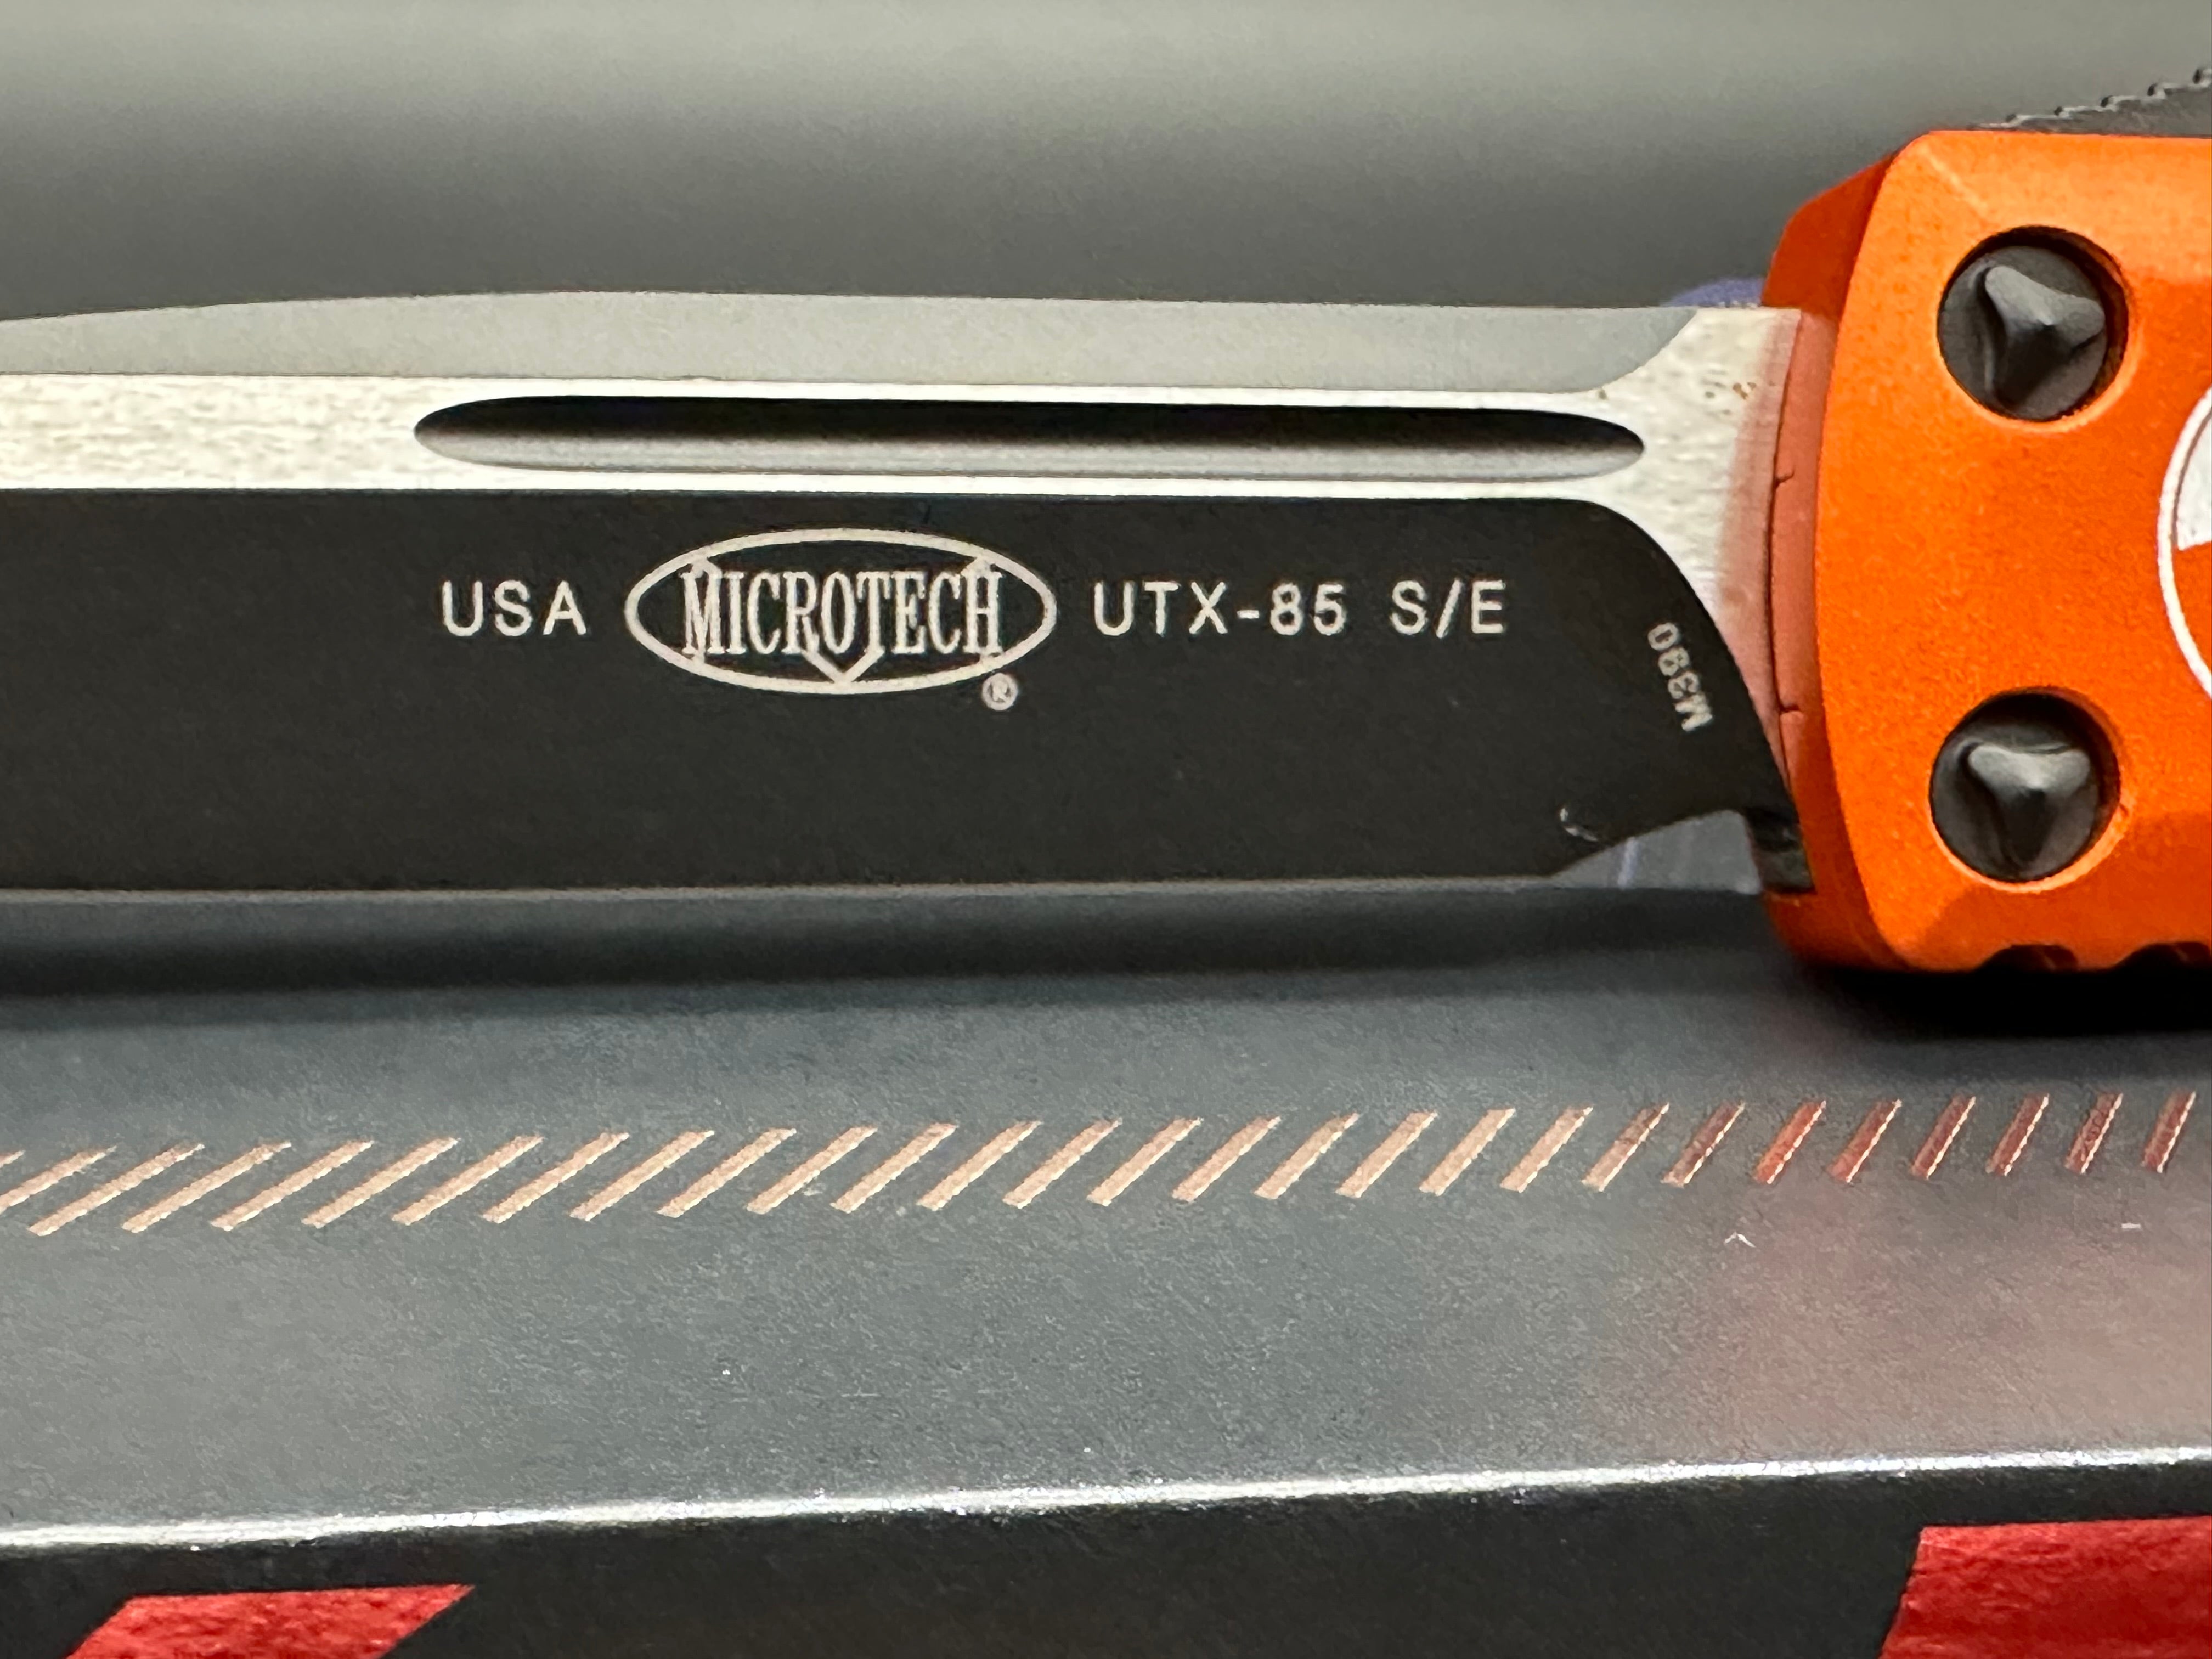 USA MICROTECH® UTX-85 S/E
M390